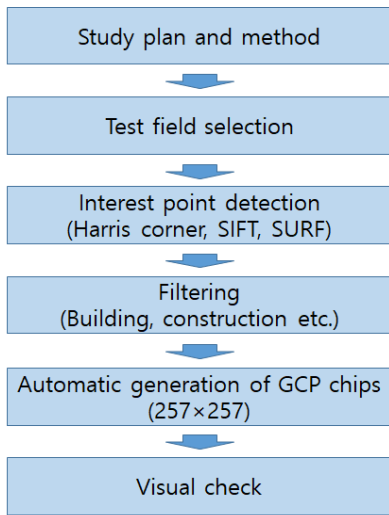 Study plan and method
Test field selection
Interest point detection
(Harris corner, SIFT, SURF)
Filtering
(Building, construction etc.)
Automatic generation of GCP chips
(257×257)
Visual check